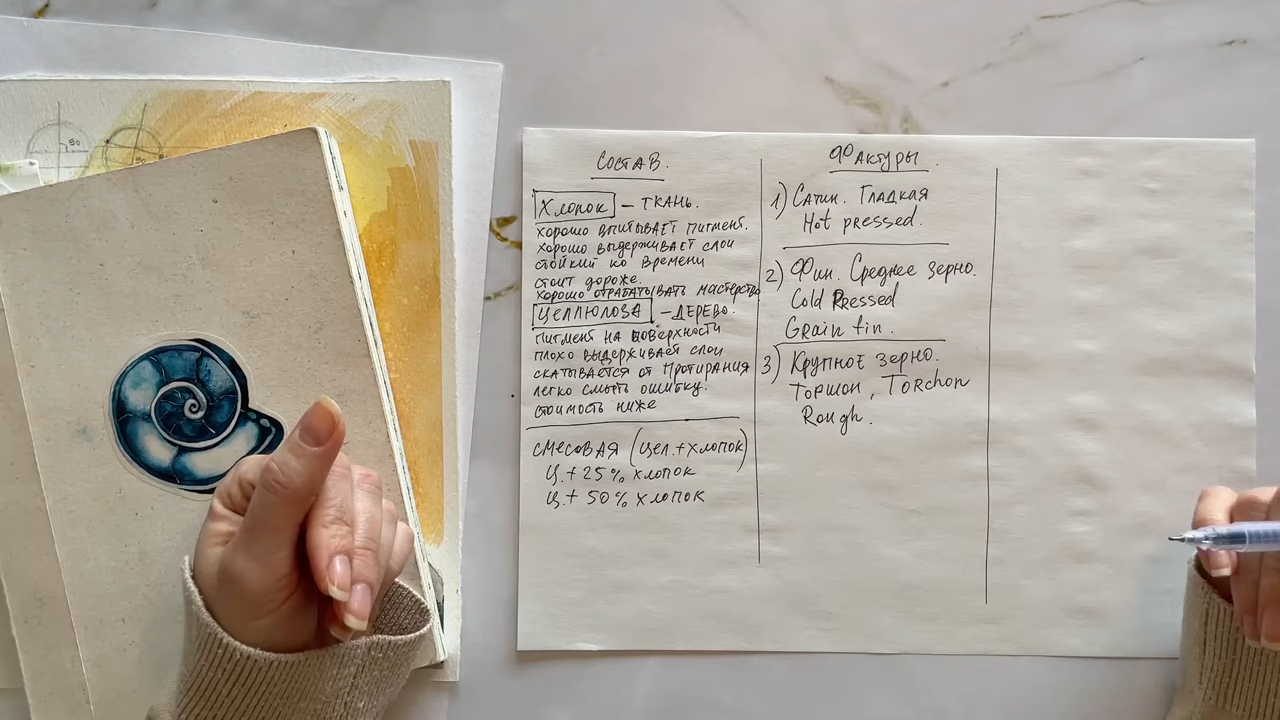 Состав.
Хлопок – ткань.
хорошо впитывает пигмент.
хорошо выдерживает слои
стойкий ко времени
стоит дороже.
хорошо отрабатывать мастерство
Целлюлоза – дерево.
пигмент на поверхности
плохо выдерживает слои
скатывается от протирания
легко смыть ошибку.
стоимость ниже
смесовая (цел.+хлопок)
ц.+ 25% хлопок
ц.+ 50% хлопок
Фактуры.
1) Сатин. Гладкая
Hot pressed.
2) Фин. Среднее зерно.
Cold Pressed
Grain fin.
3) Крупное зерно.
Торшон, Torchon
Rough.
90
90